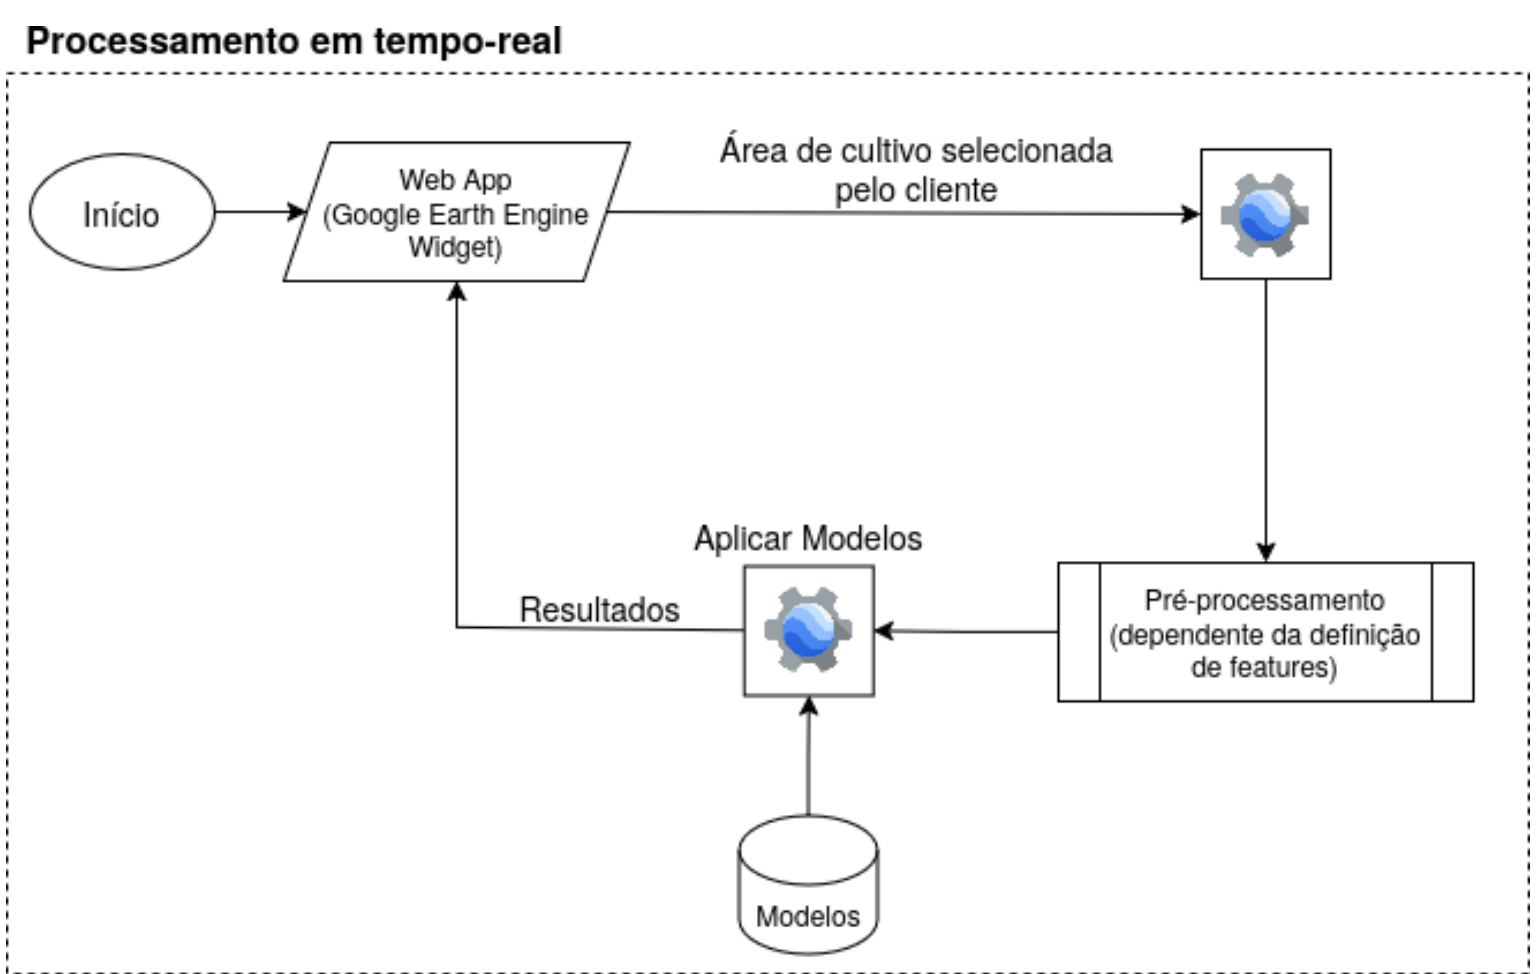 Processamento em tempo-real
Início
Web App
(Google Earth Engine
Widget)
Área de cultivo selecionada
pelo cliente
Aplicar Modelos
Resultados
Pré-processamento
(dependente da definição
de features)
Modelos